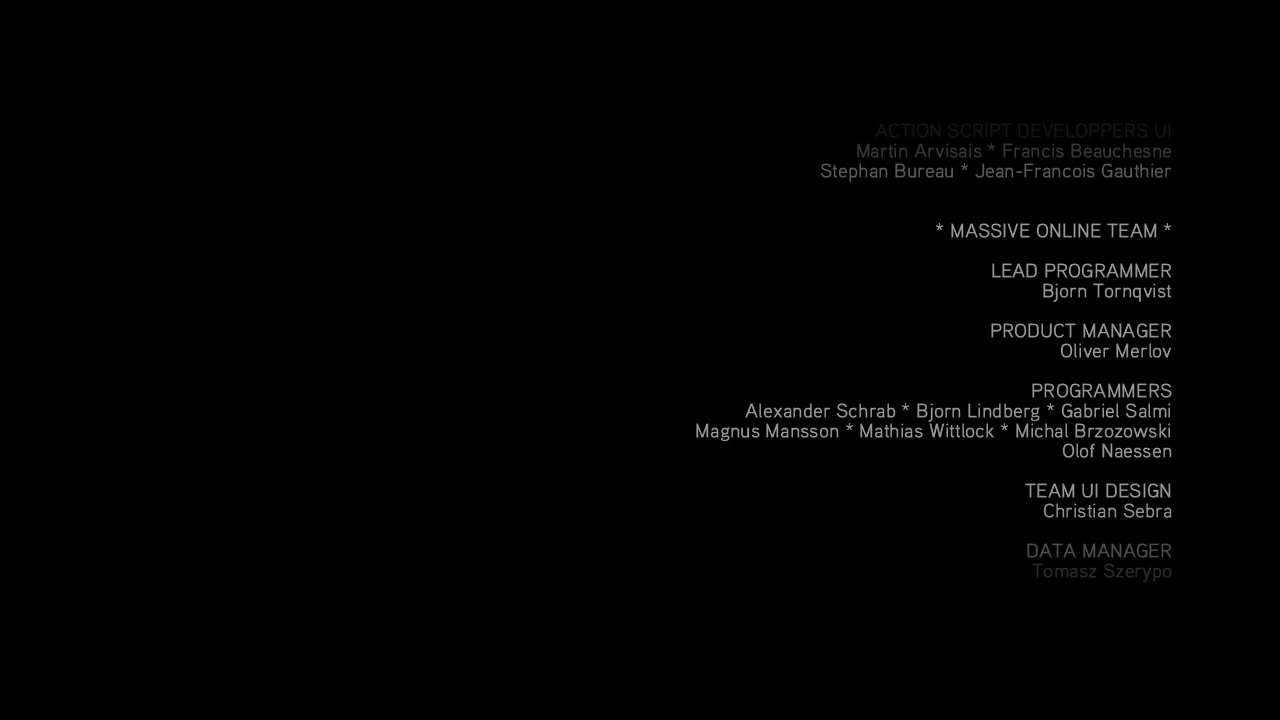 ACTION SCRIPT DEVELOPPERS UI
Martin Arvisais * Francis Beauchesne
Stephan Bureau * Jean-Francois Gauthier
* MASSIVE ONLINE TEAM *
LEAD PROGRAMMER
Bjorn Tornqvist
PRODUCT MANAGER
Oliver Merlov
PROGRAMMERS
Alexander Schrab * Bjorn Lindberg * Gabriel Salmi
Magnus Mansson * Mathias Wittlock * Michal Brzozowski
Olof Naessen
TEAM UI DESIGN
Christian Sebra
DATA MANAGER
Tomasz Szerypo